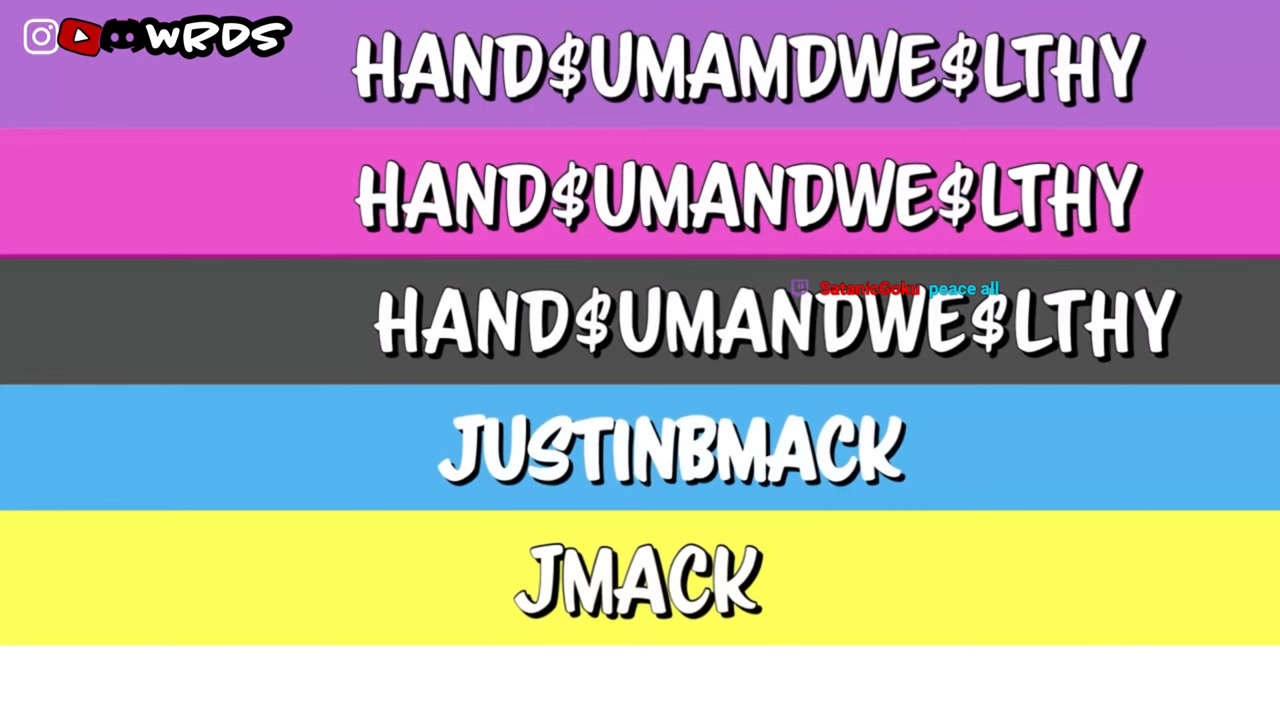 WRDS
HAND$UMAMDWE$LTHY
HAND$UMANDWE$LTHY
SatanicGoku peace all
HAND$UMANDWE$LTHY
JUSTINBMACK
JMACK